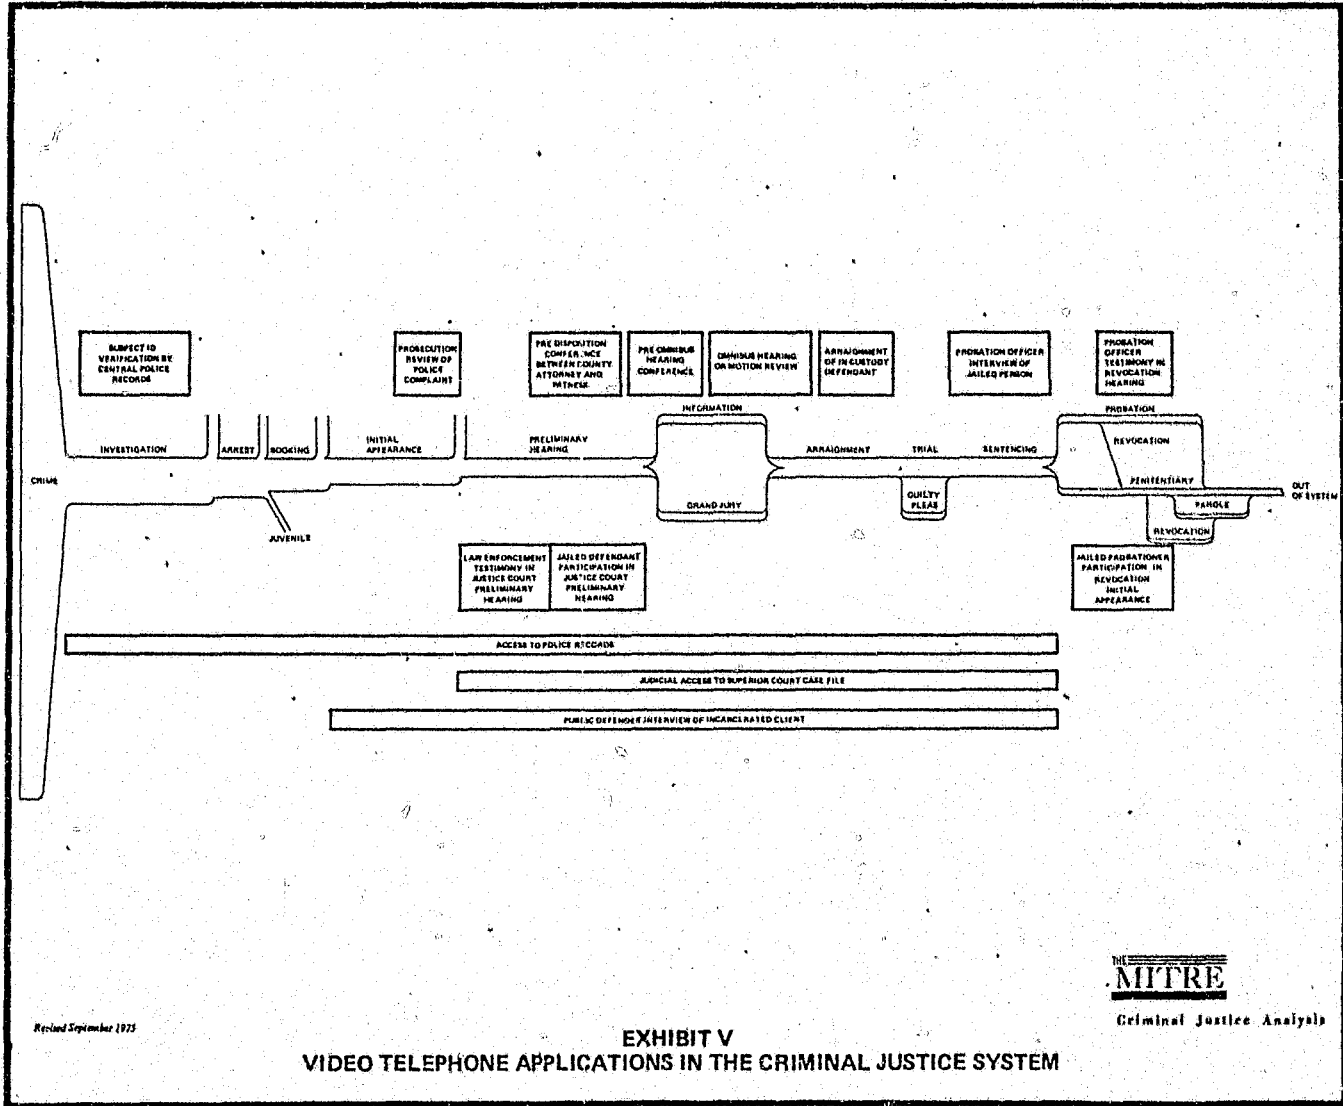 SUBJECT ID
VERIFICATION BY
CENTRAL POLICE
RECORDS
PROSECUTION
REVIEW OF
POLICE
COMPLAINT
PRE DISPOSITION
CONFERENCE
BETWEEN COUNTY
ATTORNEY AND
WITNESS
PRE OMNIBUS
HEARING
CONFERENCE
OMNIBUS HEARING
OR MOTION REVIEW
ARRAIGNMENT
OF IN CUSTODY
DEFENDANT
PROBATION OFFICER
INTERVIEW OF
JAILED PERSON
PROBATION
OFFICER
TESTIMONY IN
REVOCATION
HEARING
CRIME
INVESTIGATION
ARREST
BOOKING
INITIAL
APPEARANCE
PRELIMINARY
HEARING
INFORMATION
GRAND JURY
ARRAIGNMENT
TRIAL
SENTENCING
GUILTY
PLEAS
PROBATION
REVOCATION
PENITENTIARY
PAROLE
REVOCATION
OUT
OF SYSTEM
JUVENILE
LAW ENFORCEMENT
TESTIMONY IN
JUSTICE COURT
PRELIMINARY
HEARING
JAILED DEFENDANT
PARTICIPATION IN
JUSTICE COURT
PRELIMINARY
HEARING
JAILED PROBATIONER
PARTICIPATION IN
REVOCATION
INITIAL
APPEARANCE
ACCESS TO POLICE RECORDS
JUDICIAL ACCESS TO SUPERIOR COURT CASE FILE
PUBLIC DEFENDER INTERVIEW OF INCARCERATED CLIENT
THE
MITRE
Criminal Justice Analysis
Revised September 1975
EXHIBIT V
VIDEO TELEPHONE APPLICATIONS IN THE CRIMINAL JUSTICE SYSTEM